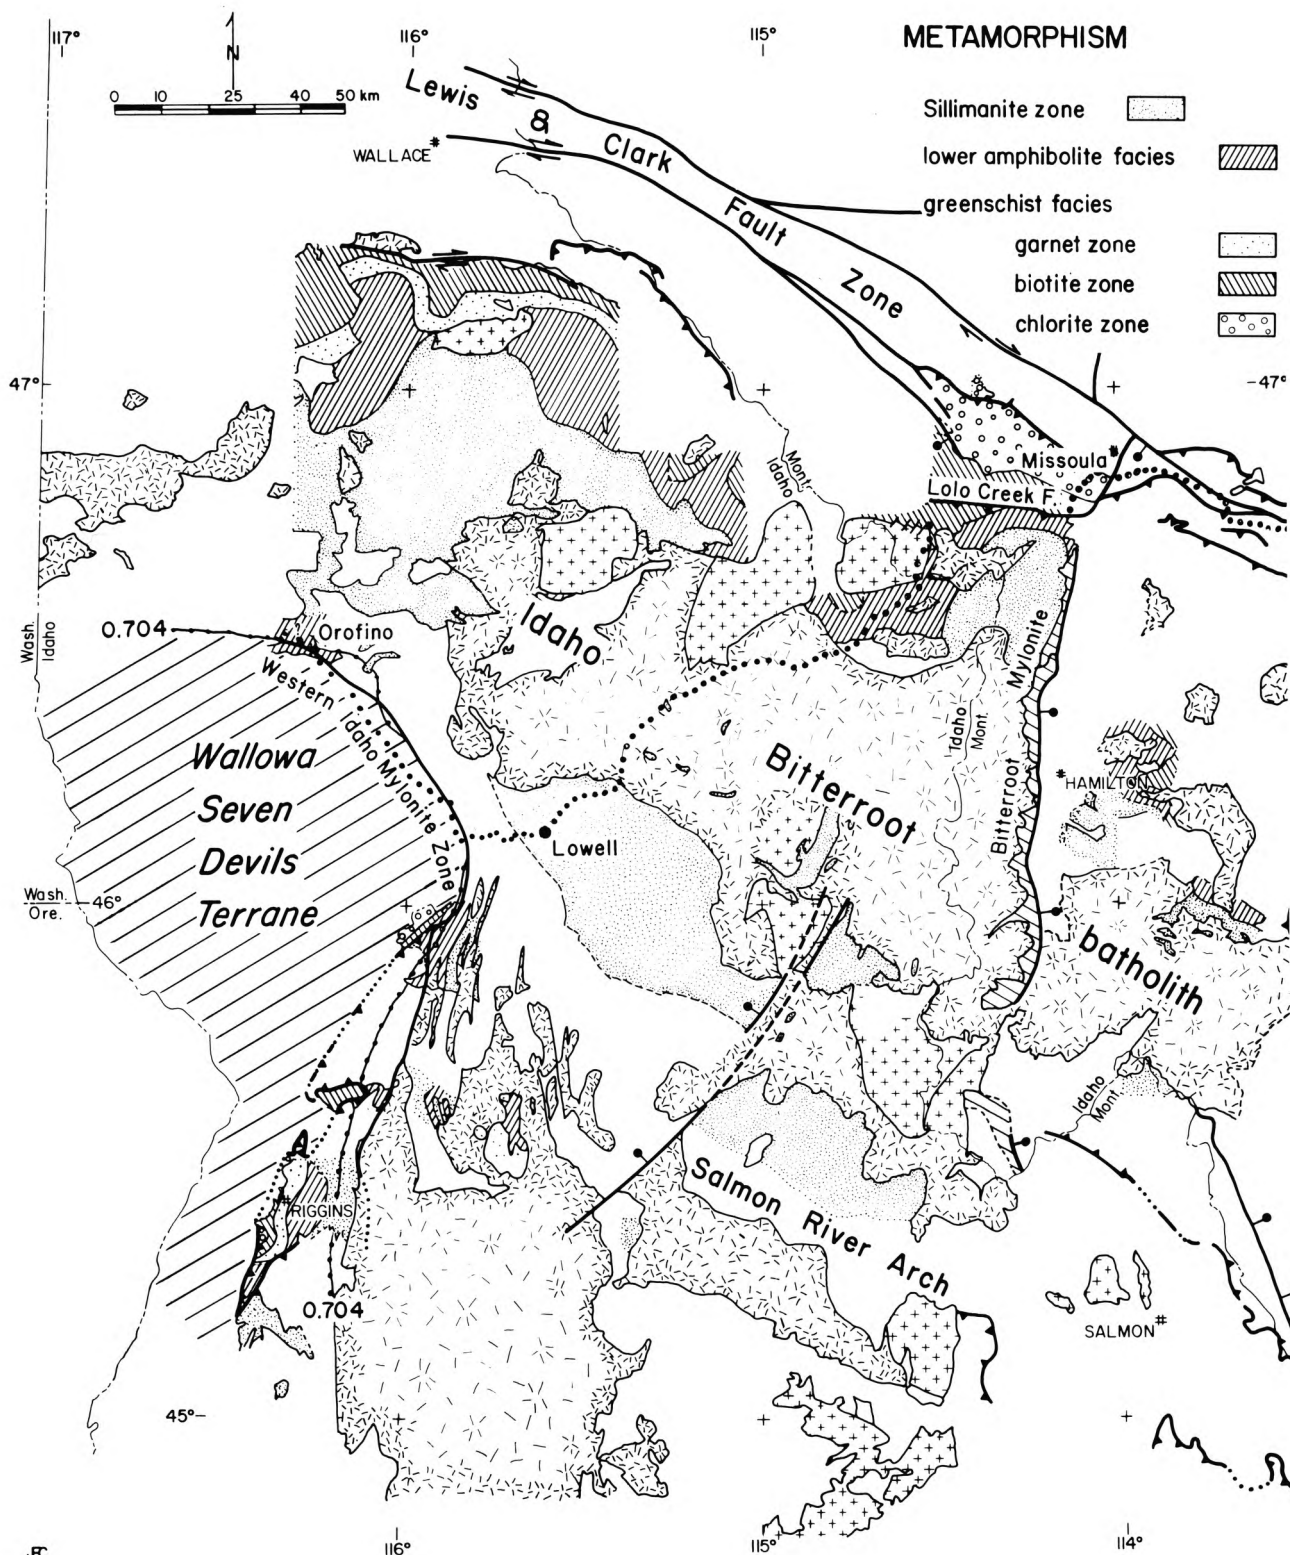 117°
116°
115°
METAMORPHISM
N
0 10 25 40 50 km
Sillimanite zone
lower amphibolite facies
greenschist facies
garnet zone
biotite zone
chlorite zone
Lewis
&
Clark
Fault
Zone
WALLACE#
47°
-47°
Mont.
Idaho
Missoula#
Lolo Creek F.
Wash.
Idaho
0.704
Orofino
Western Idaho Mylonite Zone
Idaho
Bitterroot
batholith
Idaho
Mont.
Bitterroot Mylonite
#HAMILTON
Wallowa
Seven
Devils
Terrane
Lowell
Wash.
Ore.
46°
Idaho
Mont.
Salmon River Arch
#RIGGINS
0.704
SALMON#
45°
116°
115°
114°